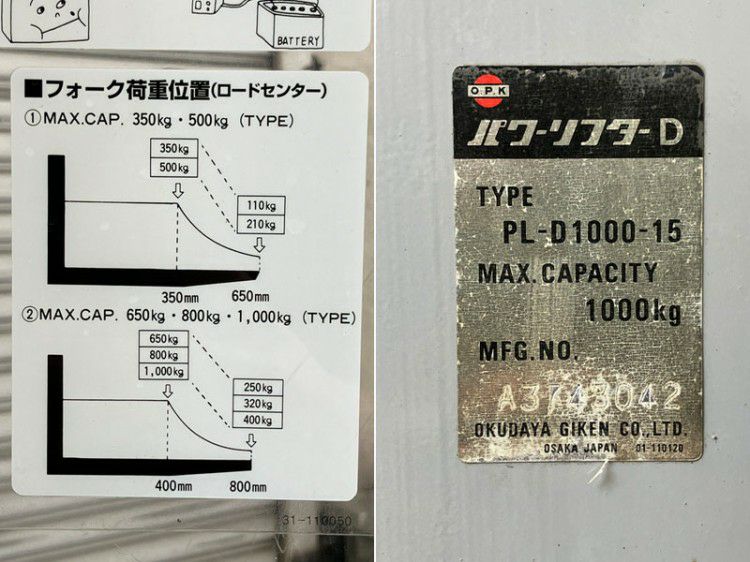 BATTERY
■フォーク荷重位置(ロードセンター)
①MAX.CAP. 350kg・500kg (TYPE)
350kg
500kg
110kg
210kg
350mm 650mm
②MAX.CAP. 650kg・800kg・1,000kg (TYPE)
650kg
800kg
1,000kg
250kg
320kg
400kg
400mm 800mm
31-110050
O.P.K
パワーリフターD
TYPE
PL-D1000-15
MAX.CAPACITY
1000kg
MFG.NO.
A3743042
OKUDAYA GIKEN CO.,LTD.
OSAKA JAPAN 01-110120